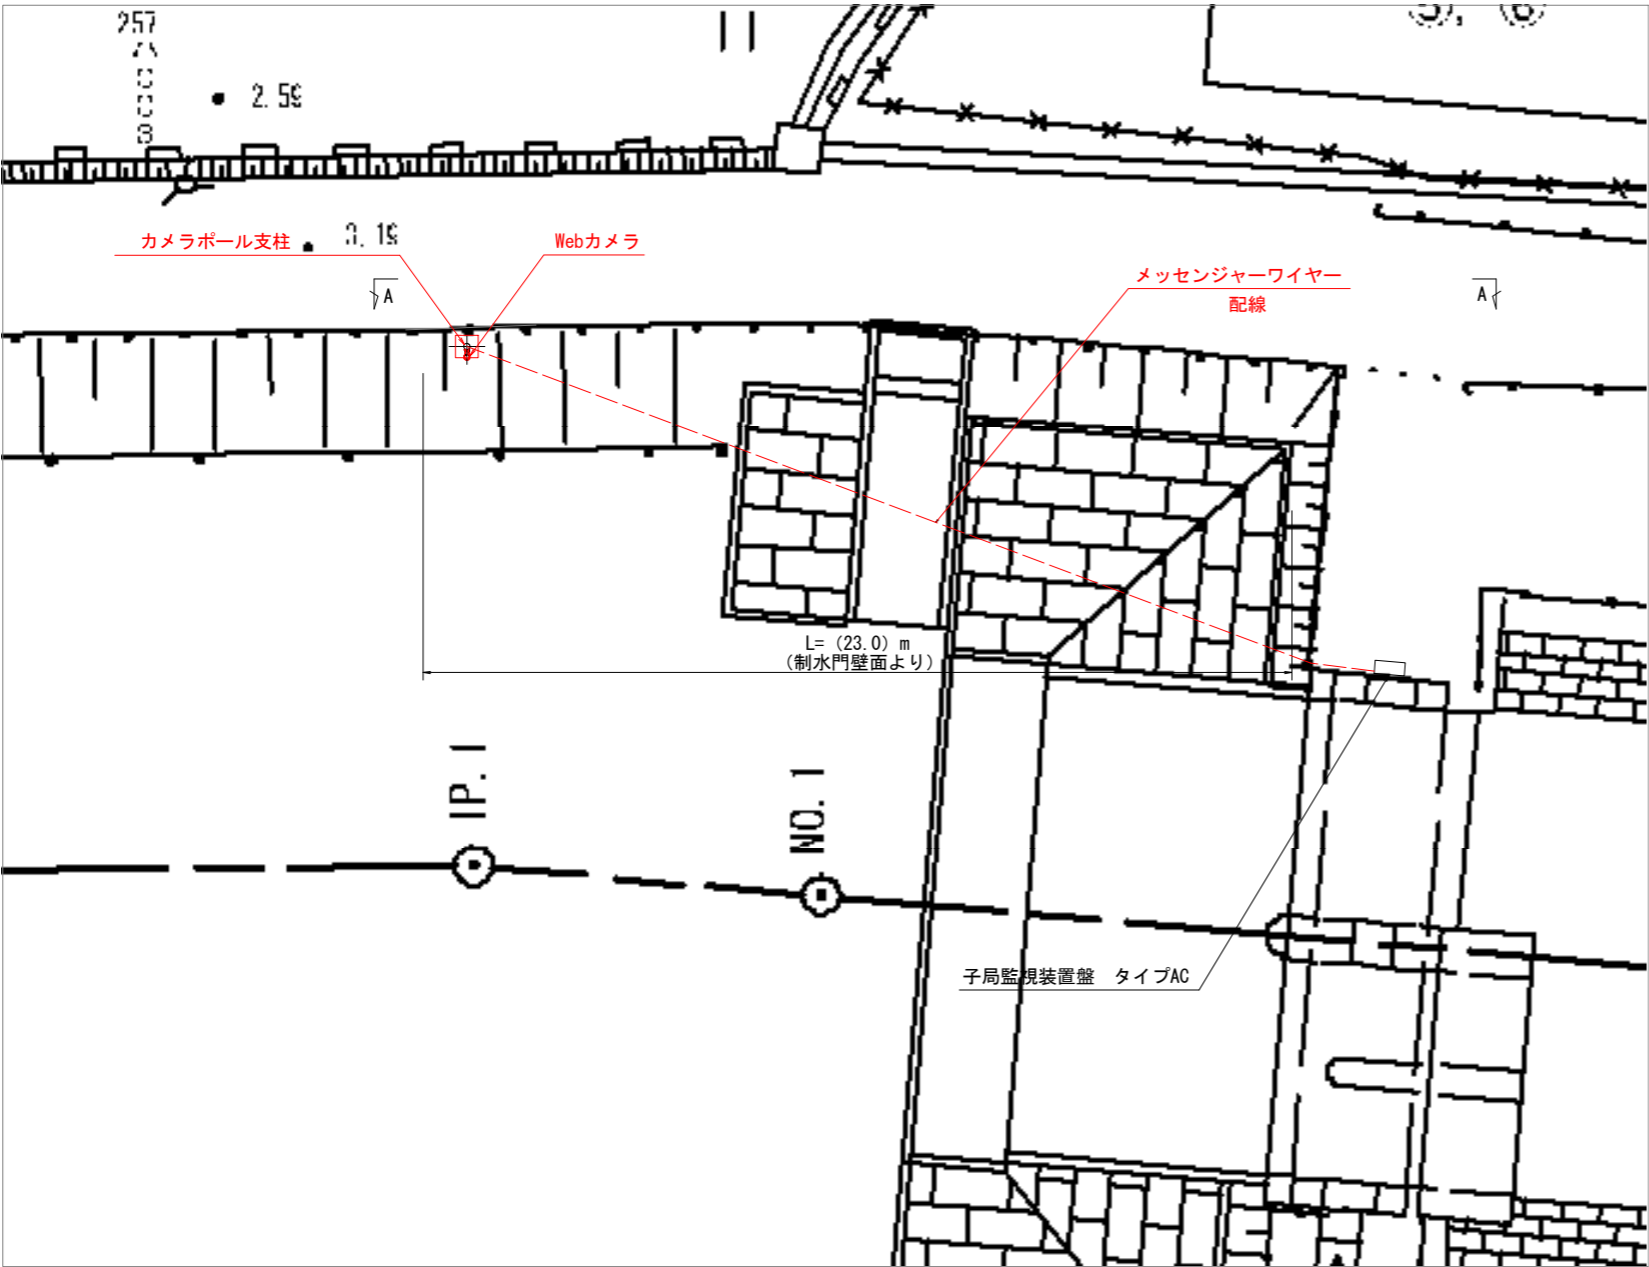 257
2.59
3.19
カメラポール支柱
Webカメラ
メッセンジャーワイヤー
配線
A
A
L= (23.0) m
(制水門壁面より)
IP. 1
NO. 1
子局監視装置盤　タイプAC